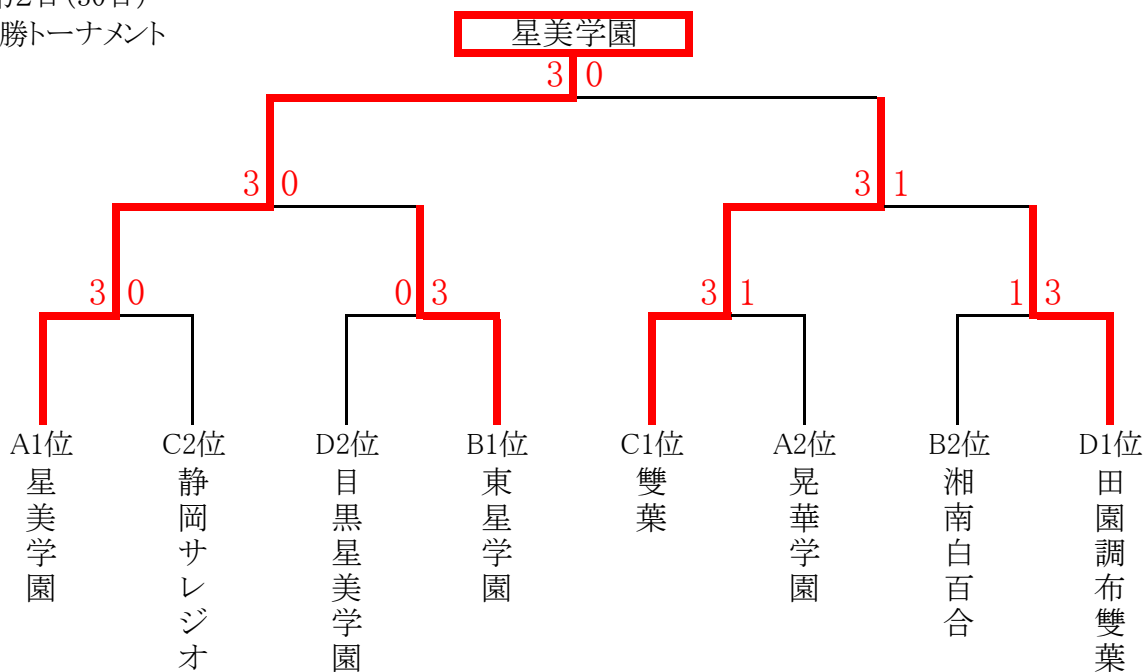 勝トーナメント
星美学園
3 0
3 0
3 1
3 0
0 3
3 1
1 3
A1位
C2位
D2位
B1位
C1位
A2位
B2位
D1位
星美学園
静岡サレジオ
目黒星美学園
東星学園
雙葉
晃華学園
湘南白百合
田園調布雙葉